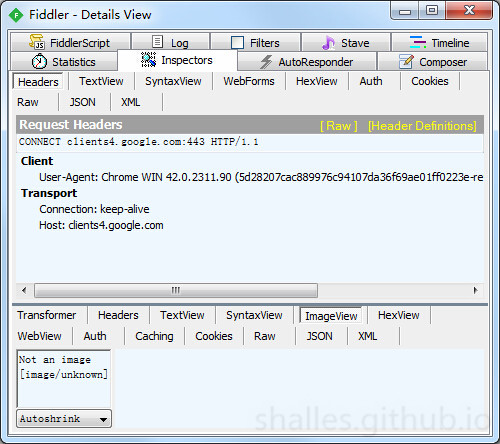 Fiddler - Details View
FiddlerScript Log Filters Stave Timeline
Statistics Inspectors AutoResponder Composer
Headers TextView SyntaxView WebForms HexView Auth Cookies
Raw JSON XML
Request Headers [ Raw ] [Header Definitions]
CONNECT clients4.google.com:443 HTTP/1.1
Client
User-Agent: Chrome WIN 42.0.2311.90 (5d28207cac889976c94107da36f69ae01ff0223e-re
Transport
Connection: keep-alive
Host: clients4.google.com
Transformer Headers TextView SyntaxView ImageView HexView
WebView Auth Caching Cookies Raw JSON XML
Not an image
[image/unknown]
Autoshrink
shalles.github.io